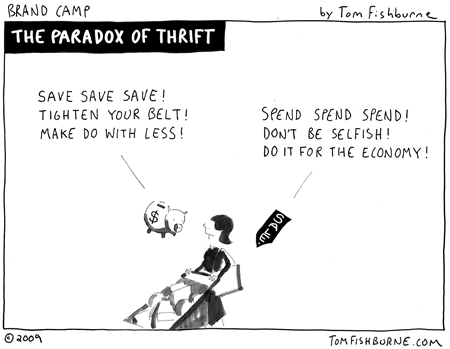 BRAND CAMP
by Tom Fishburne
THE PARADOX OF THRIFT
SAVE SAVE SAVE!
TIGHTEN YOUR BELT!
MAKE DO WITH LESS!
SPEND SPEND SPEND!
DON'T BE SELFISH!
DO IT FOR THE ECONOMY!
$
SALE
© 2009
TOMFISHBURNE.COM